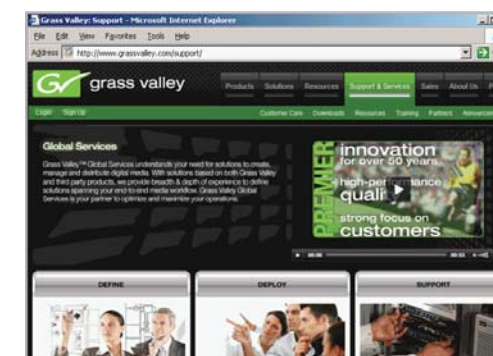 Grass Valley: Support - Microsoft Internet Explorer
File Edit View Favorites Tools Help
Address http://www.grassvalley.com/support/
grass valley
Products Solutions Resources Support & Services Sales About Us
Login Sign Up
Customer Care Downloads Resources Training Partners
Global Services
Grass Valley™ Global Services understands your need for solutions to create,
manage and distribute digital media. With solutions based on both Grass Valley
and third party products, we provide breadth & depth of experience to define
solutions spanning your end-to-end media workflow. Grass Valley Global
Services is your partner to optimize and maximize your operations.
PREMIER
innovation
for over 50 years
high-performance
quali
strong focus on
customers
DEFINE
DEPLOY
SUPPORT